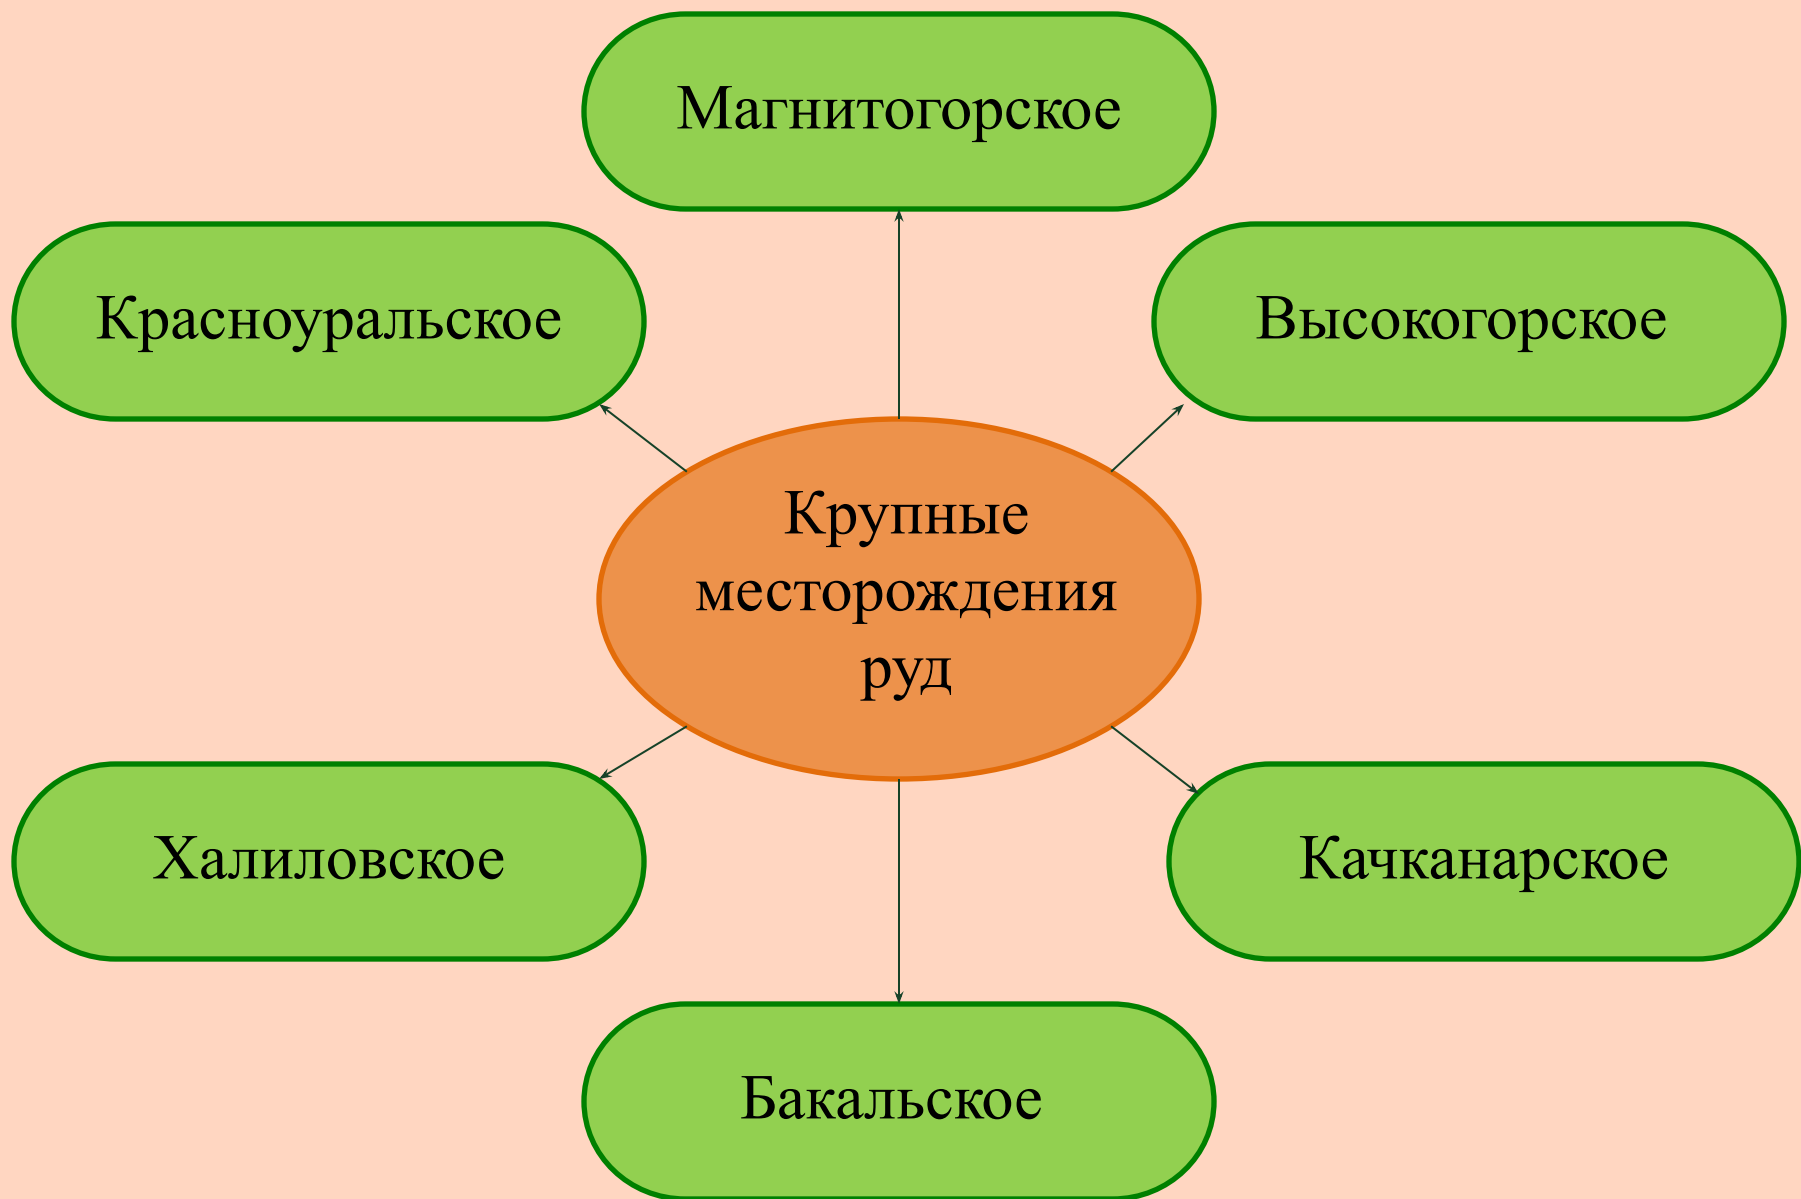 Магнитогорское
Красноуральское
Высокогорское
Крупные
месторождения
руд
Халиловское
Качканарское
Бакальское